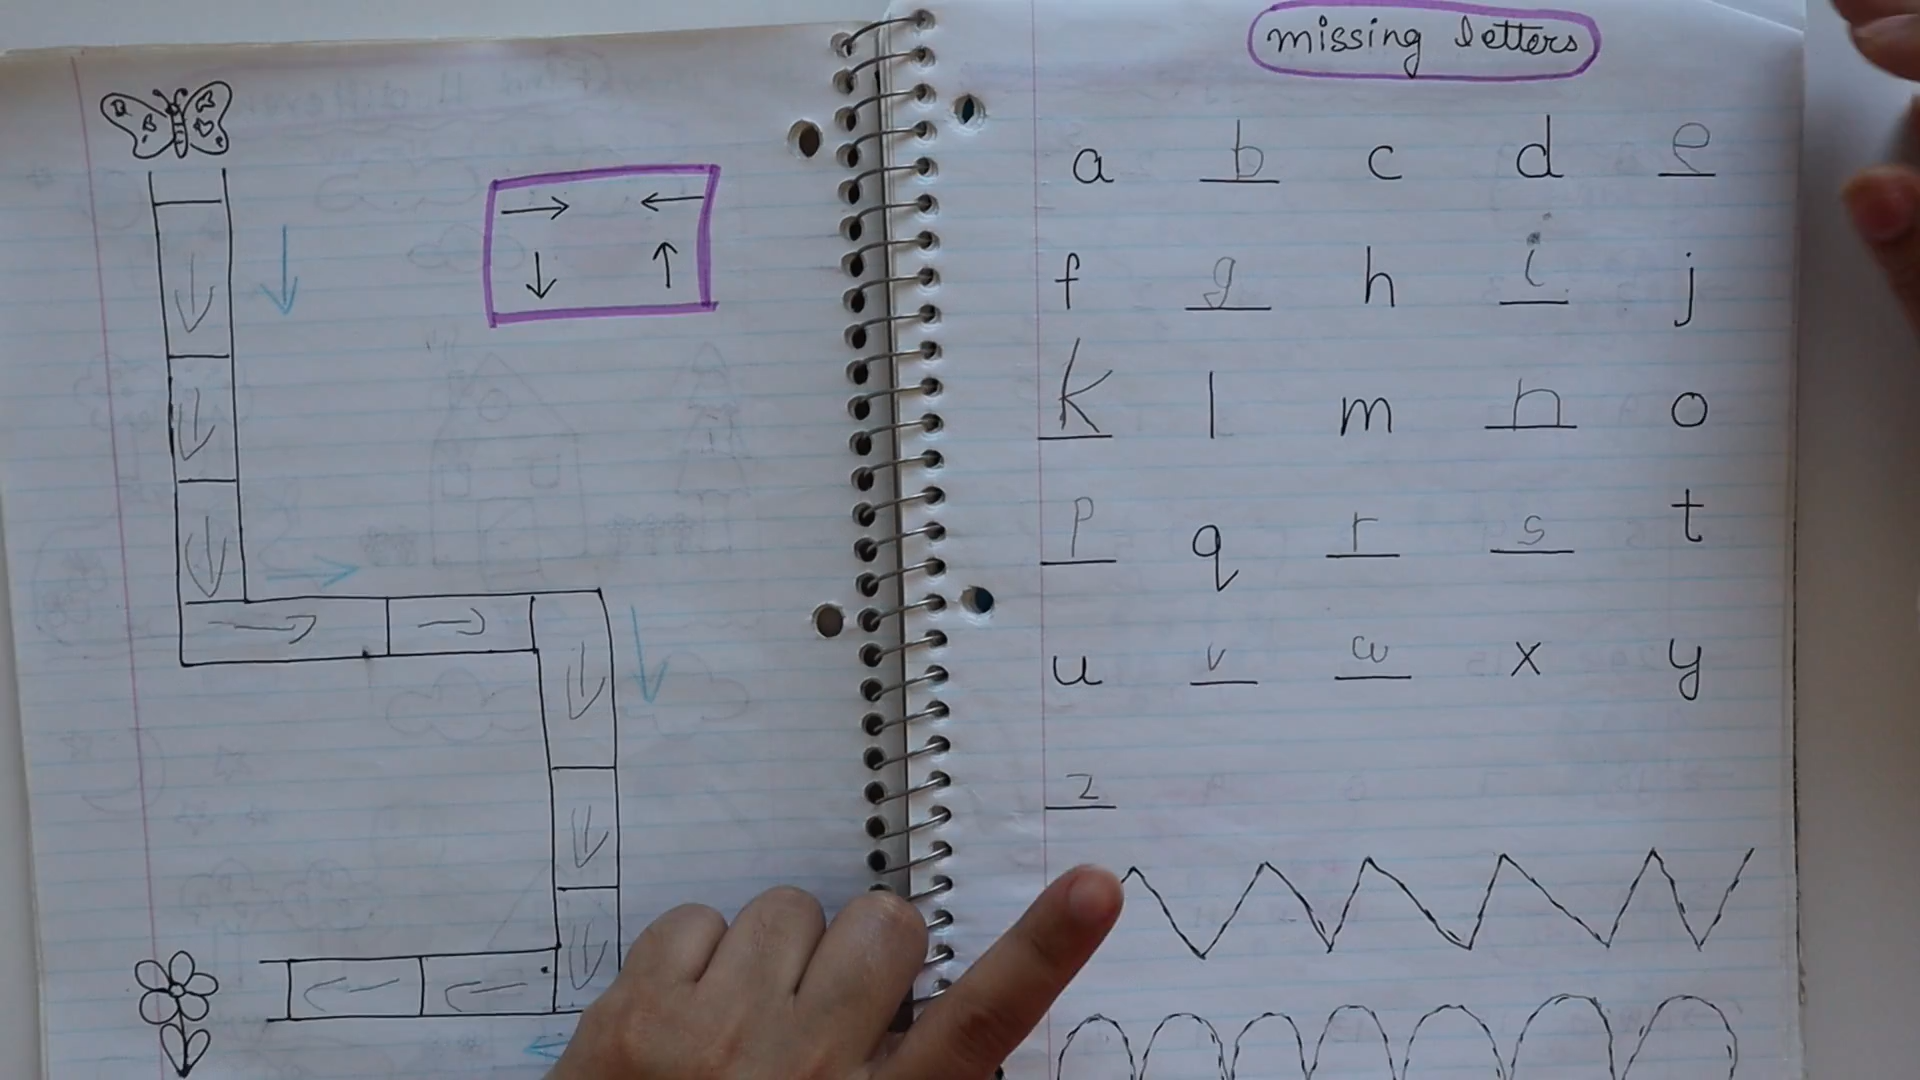 missing letters
a b c d e
f g h i j
k l m n o
p q r s t
u v w x y
z